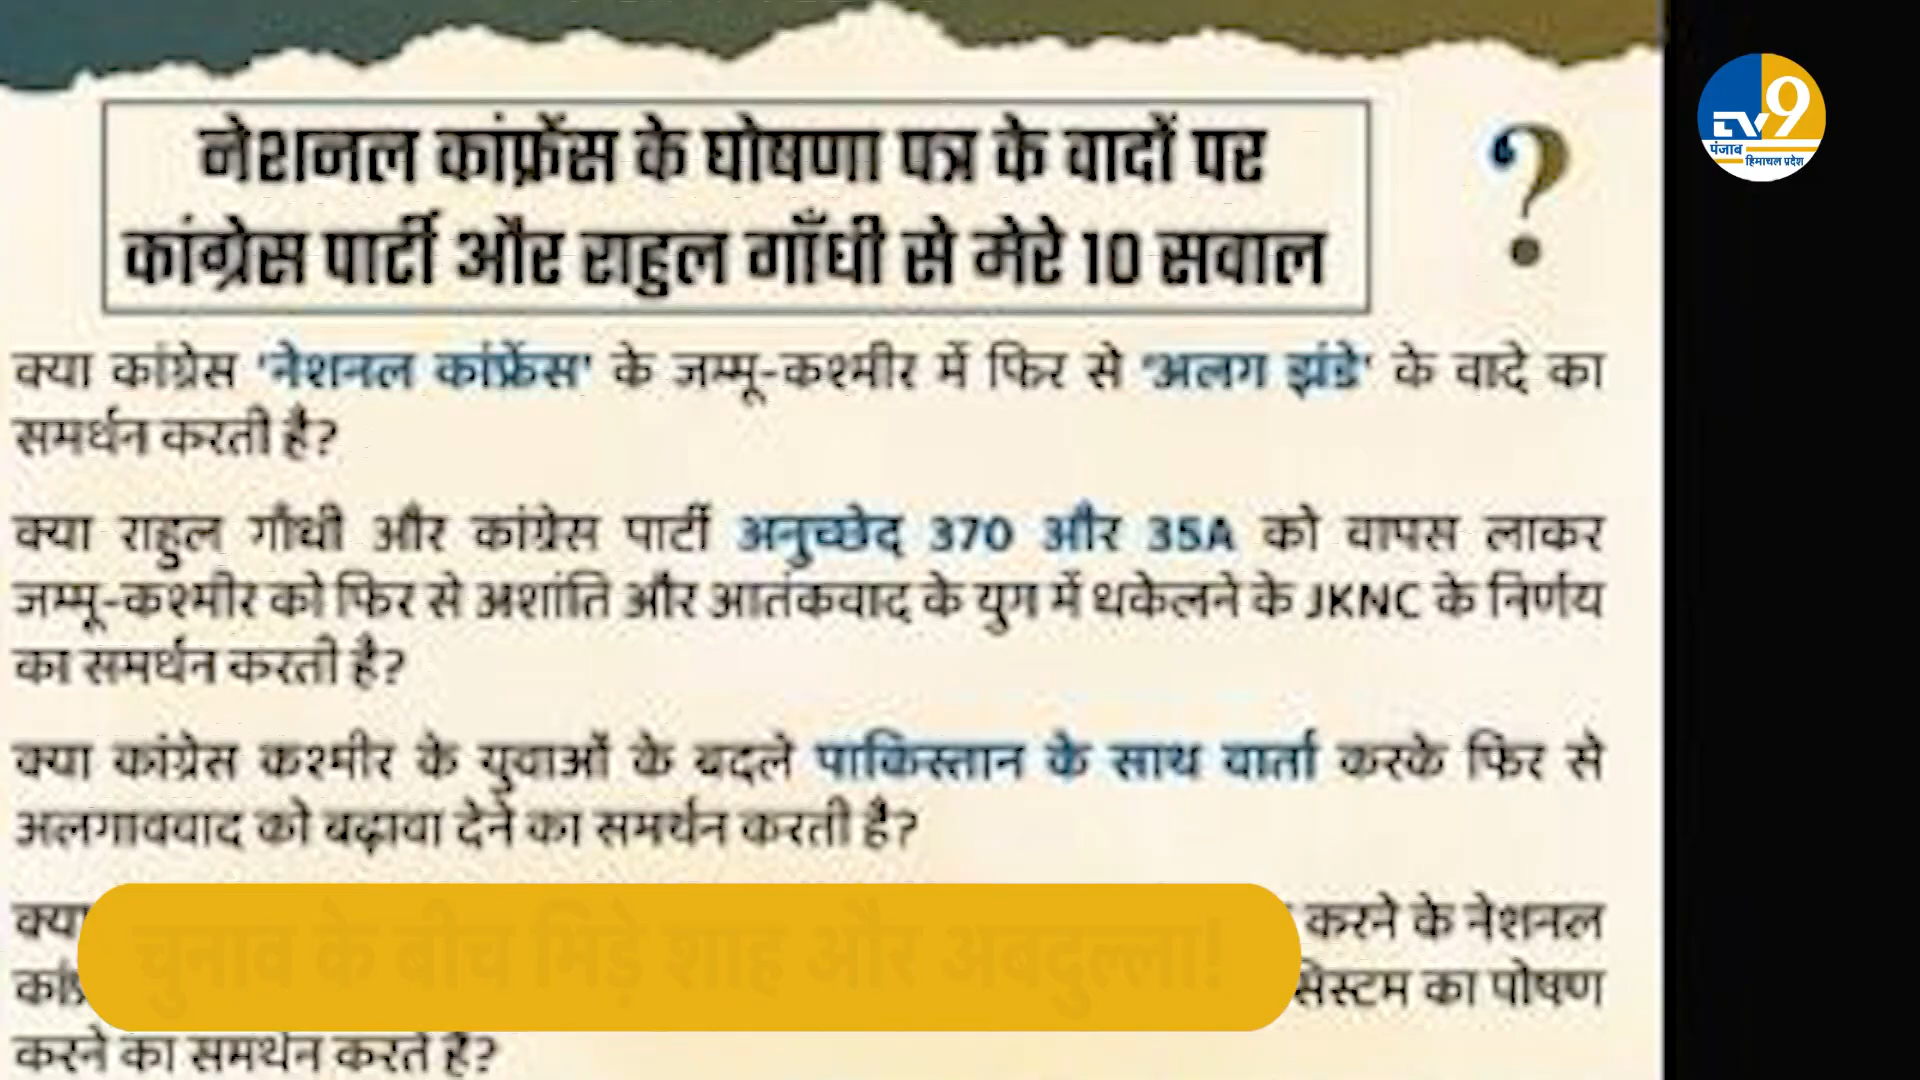 नेशनल कांफ्रेंस के घोषणा पत्र के वादों पर
कांग्रेस पार्टी और राहुल गाँधी से मेरे 10 सवाल
?
TV9
पंजाब
हिमाचल प्रदेश
क्या कांग्रेस 'नेशनल कांफ्रेंस' के जम्मू-कश्मीर में फिर से 'अलग झंडे' के वादे का
समर्थन करती है?
क्या राहुल गाँधी और कांग्रेस पार्टी अनुच्छेद 370 और 35A को वापस लाकर
जम्मू-कश्मीर को फिर से अशांति और आतंकवाद के युग में धकेलने के JKNC के निर्णय
का समर्थन करती है?
क्या कांग्रेस कश्मीर के युवाओं के बदले पाकिस्तान के साथ वार्ता करके फिर से
अलगाववाद को बढ़ावा देने का समर्थन करती है?
क्या करने के नेशनल
सिस्टम का पोषण
करने का समर्थन करते हैं?
चुनाव के बीच भिड़े शाह और अबदुल्ला!